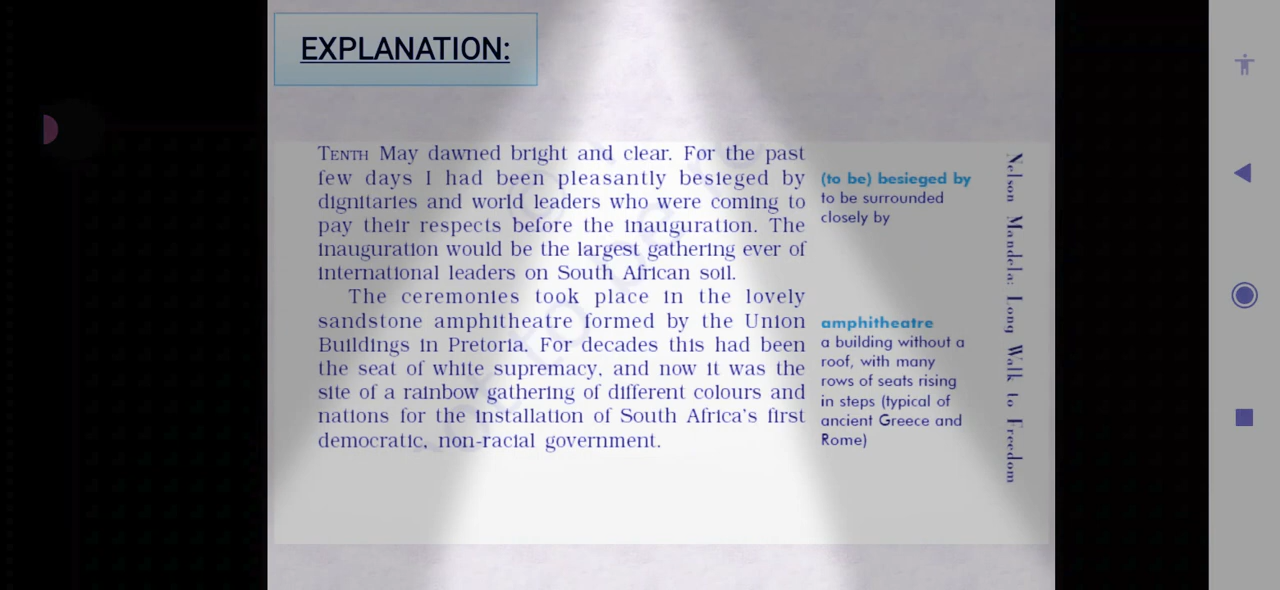 EXPLANATION:
TENTH May dawned bright and clear. For the past
few days I had been pleasantly besieged by
dignitaries and world leaders who were coming to
pay their respects before the inauguration. The
inauguration would be the largest gathering ever of
international leaders on South African soil.
The ceremonies took place in the lovely
sandstone amphitheatre formed by the Union
Buildings in Pretoria. For decades this had been
the seat of white supremacy, and now it was the
site of a rainbow gathering of different colours and
nations for the installation of South Africa's first
democratic, non-racial government.
(to be) besieged by
to be surrounded
closely by
amphitheatre
a building without a
roof, with many
rows of seats rising
in steps (typical of
ancient Greece and
Rome)
Nelson Mandela: Long Walk to Freedom